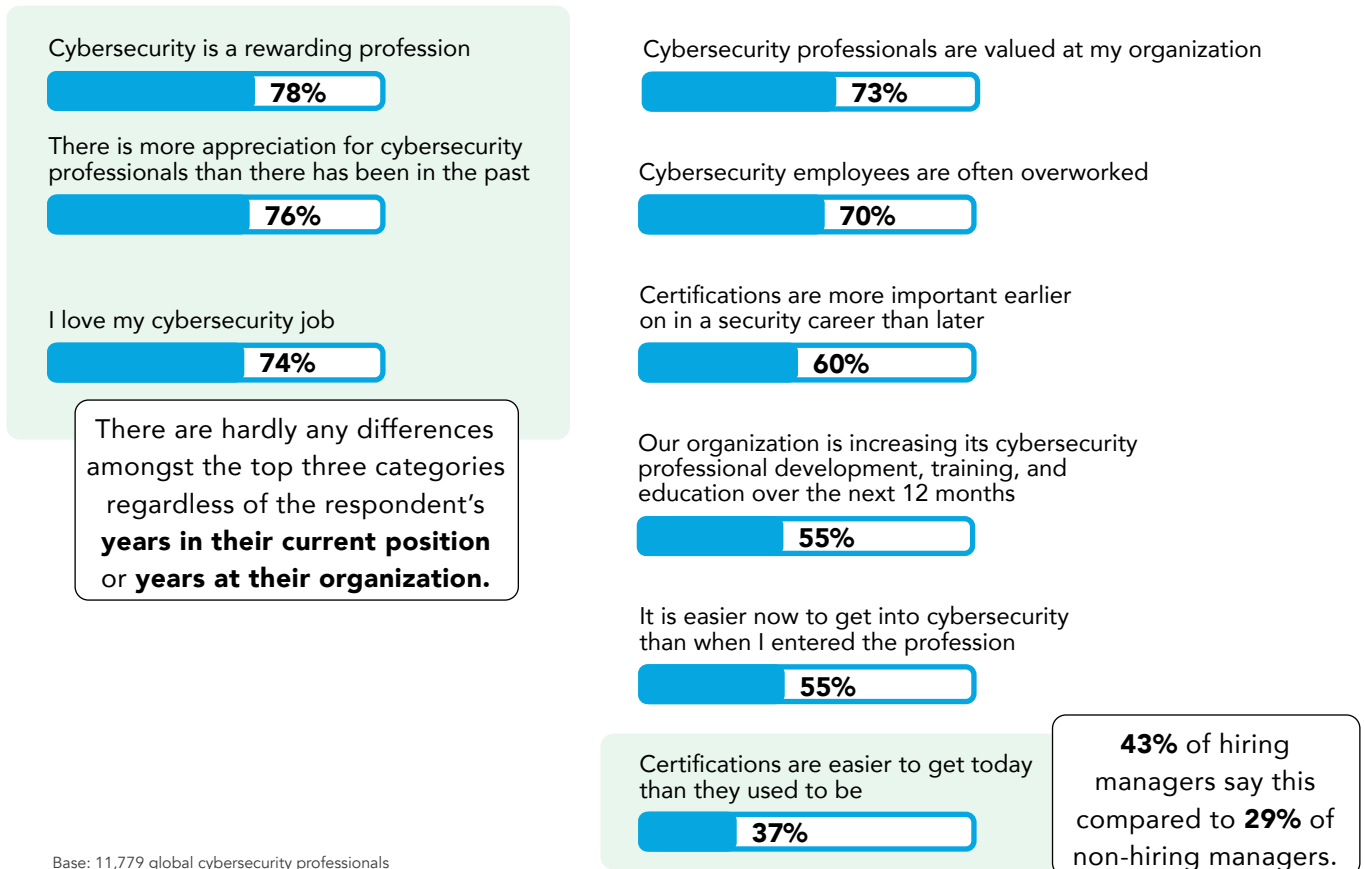 Cybersecurity is a rewarding profession
78%
There is more appreciation for cybersecurity
professionals than there has been in the past
76%
I love my cybersecurity job
74%
There are hardly any differences
amongst the top three categories
regardless of the respondent’s
years in their current position
or years at their organization.
Cybersecurity professionals are valued at my organization
73%
Cybersecurity employees are often overworked
70%
Certifications are more important earlier
on in a security career than later
60%
Our organization is increasing its cybersecurity
professional development, training, and
education over the next 12 months
55%
It is easier now to get into cybersecurity
than when I entered the profession
55%
Certifications are easier to get today
than they used to be
37%
43% of hiring
managers say this
compared to 29% of
non-hiring managers.
Base: 11,779 global cybersecurity professionals